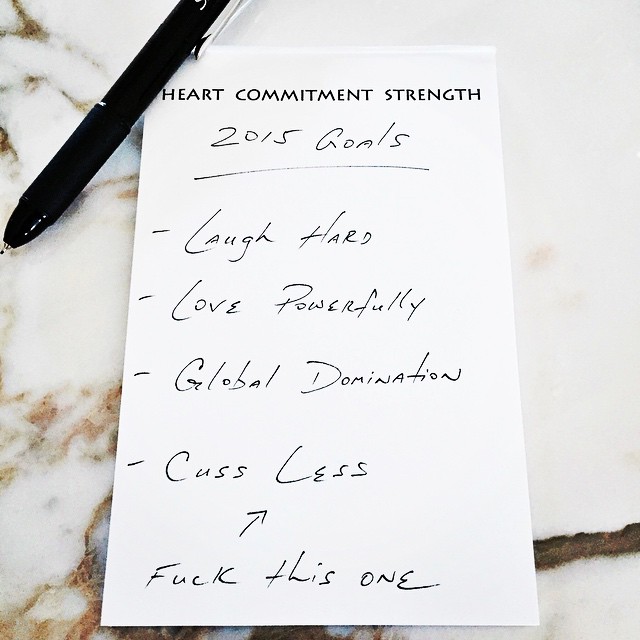 HEART COMMITMENT STRENGTH
2015 Goals
- Laugh Hard
- Love Powerfully
- Global Domination
- Cuss Less
↗
Fuck this one